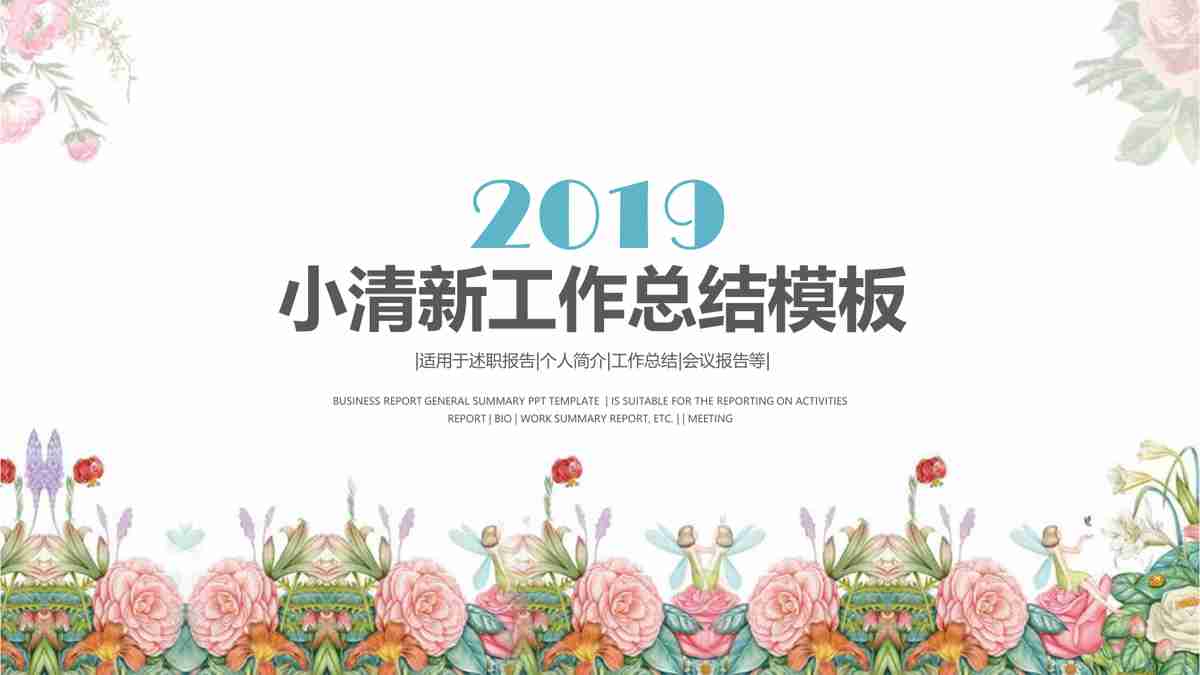 2019
小清新工作总结模板
|适用于述职报告|个人简介|工作总结|会议报告等|
BUSINESS REPORT GENERAL SUMMARY PPT TEMPLATE | IS SUITABLE FOR THE REPORTING ON ACTIVITIES
REPORT | BIO | WORK SUMMARY REPORT, ETC. | | MEETING